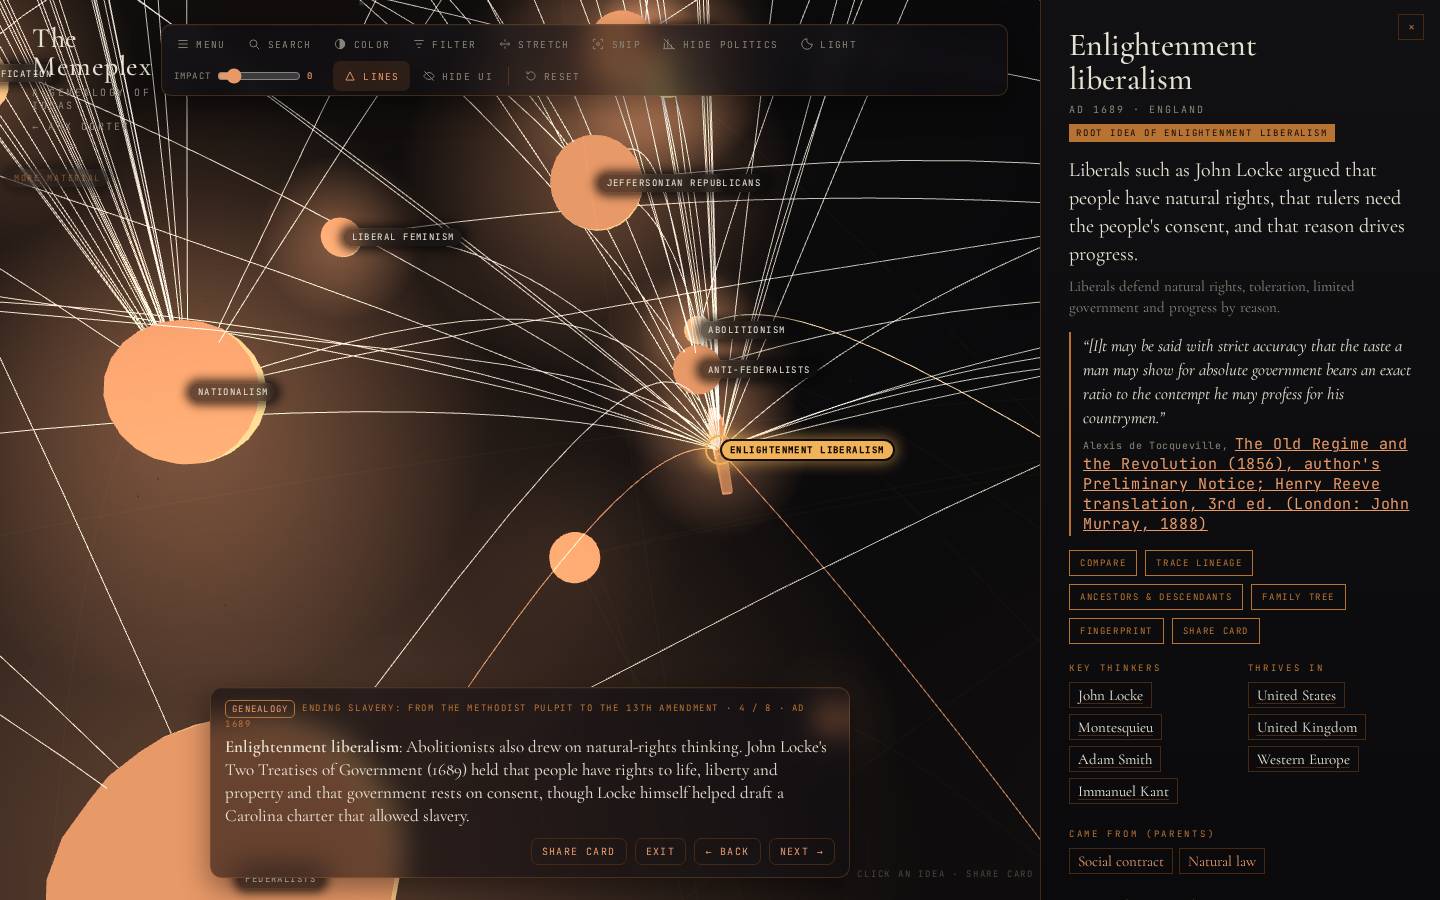 The
Memeplex
MENU
SEARCH
COLOR
FILTER
STRETCH
SNIP
HIDE POLITICS
LIGHT
IMPACT
0
LINES
HIDE UI
RESET
MORE MATERIAL
JEFFERSONIAN REPUBLICANS
LIBERAL FEMINISM
ABOLITIONISM
ANTI-FEDERALISTS
NATIONALISM
ENLIGHTENMENT LIBERALISM
FEDERALISTS
GENEALOGY ENDING SLAVERY: FROM THE METHODIST PULPIT TO THE 13TH AMENDMENT · 4 / 8 · AD
1689
Enlightenment liberalism: Abolitionists also drew on natural-rights thinking. John Locke's
Two Treatises of Government (1689) held that people have rights to life, liberty and
property and that government rests on consent, though Locke himself helped draft a
Carolina charter that allowed slavery.
SHARE CARD
EXIT
← BACK
NEXT →
CLICK AN IDEA · SHARE CARD
×
Enlightenment
liberalism
AD 1689 · ENGLAND
ROOT IDEA OF ENLIGHTENMENT LIBERALISM
Liberals such as John Locke argued that
people have natural rights, that rulers need
the people's consent, and that reason drives
progress.
Liberals defend natural rights, toleration, limited
government and progress by reason.
“[I]t may be said with strict accuracy that the taste a
man may show for absolute government bears an exact
ratio to the contempt he may profess for his
countrymen.”
Alexis de Tocqueville, The Old Regime and
the Revolution (1856), author's
Preliminary Notice; Henry Reeve
translation, 3rd ed. (London: John
Murray, 1888)
COMPARE
TRACE LINEAGE
ANCESTORS & DESCENDANTS
FAMILY TREE
FINGERPRINT
SHARE CARD
KEY THINKERS
John Locke
Montesquieu
Adam Smith
Immanuel Kant
THRIVES IN
United States
United Kingdom
Western Europe
CAME FROM (PARENTS)
Social contract
Natural law